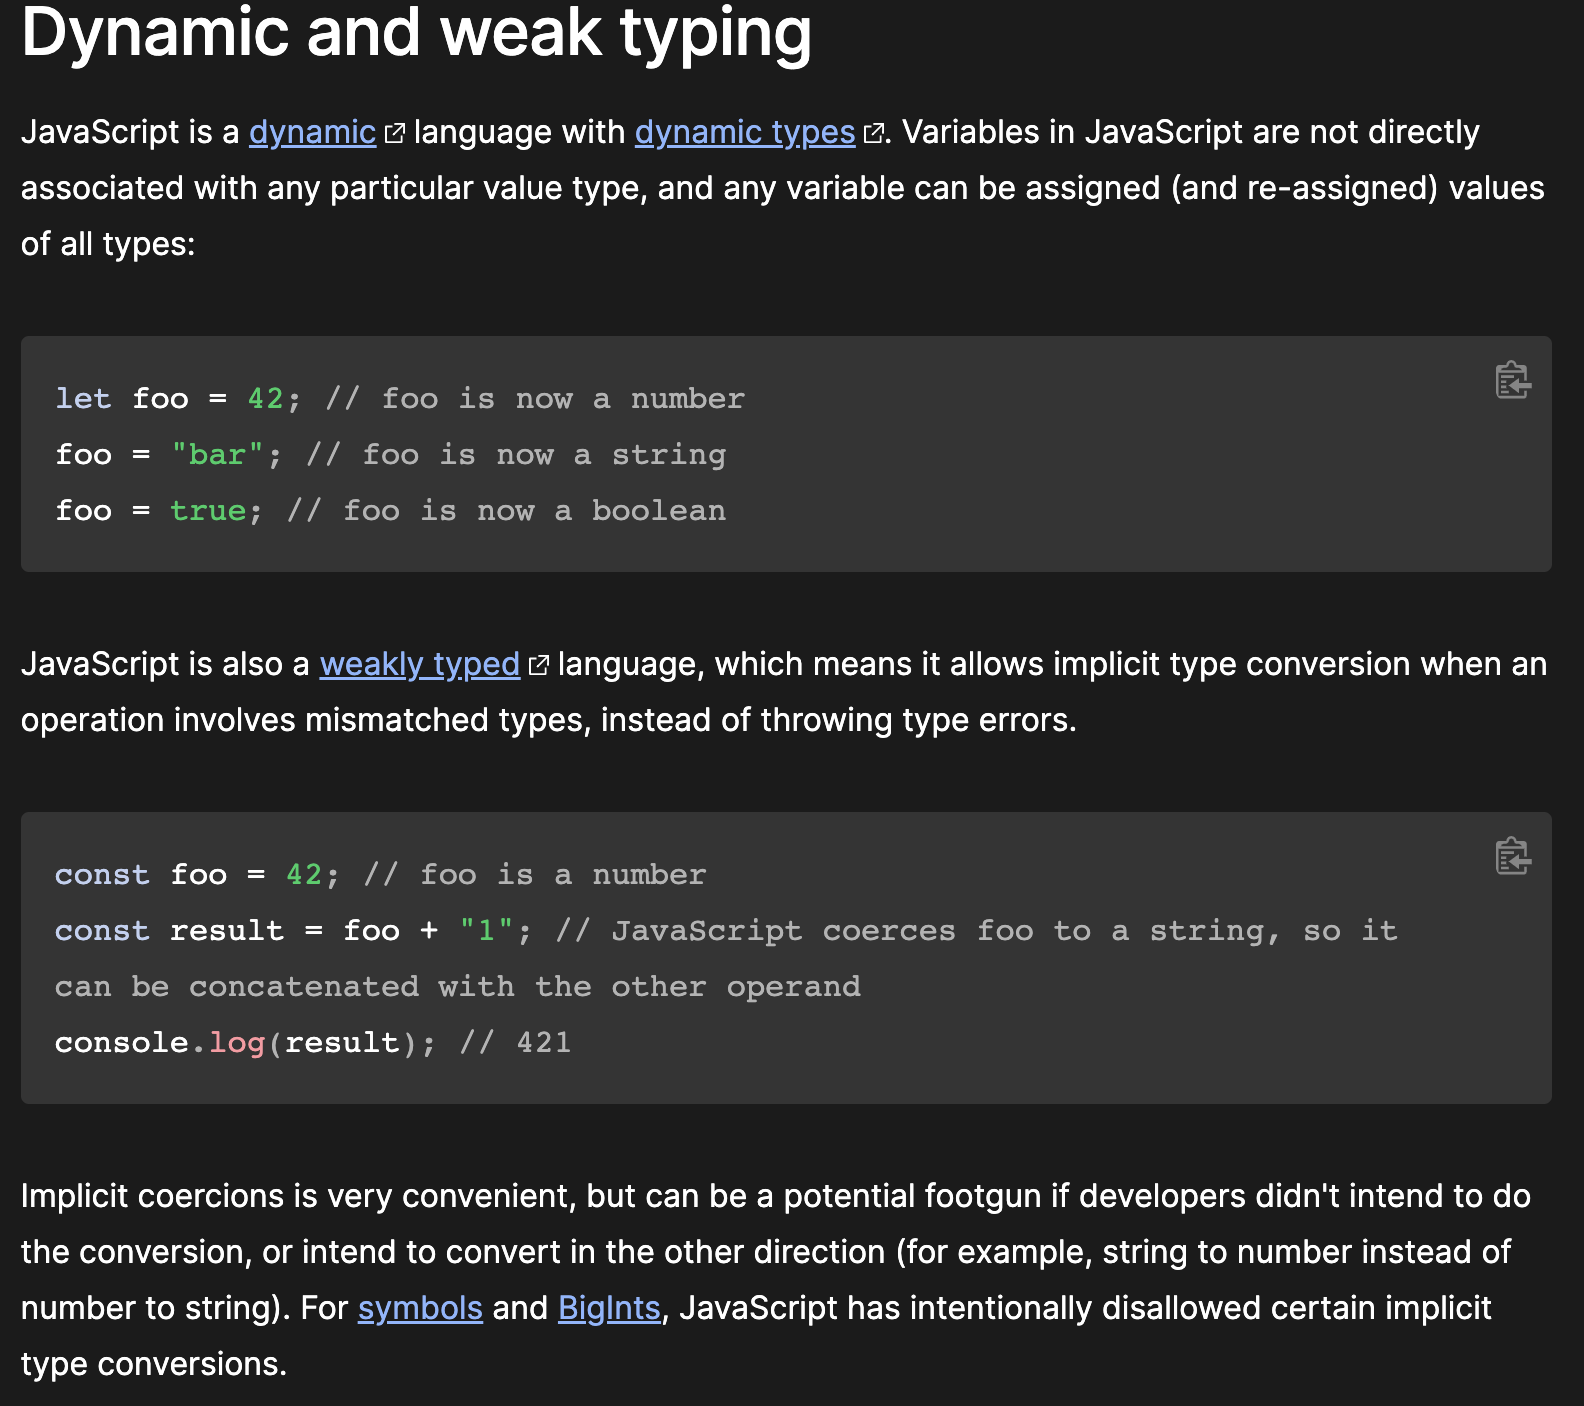 Dynamic and weak typing
JavaScript is a dynamic language with dynamic types. Variables in JavaScript are not directly
associated with any particular value type, and any variable can be assigned (and re-assigned) values
of all types:
let foo = 42; // foo is now a number
foo = "bar"; // foo is now a string
foo = true; // foo is now a boolean
JavaScript is also a weakly typed language, which means it allows implicit type conversion when an
operation involves mismatched types, instead of throwing type errors.
const foo = 42; // foo is a number
const result = foo + "1"; // JavaScript coerces foo to a string, so it
can be concatenated with the other operand
console.log(result); // 421
Implicit coercions is very convenient, but can be a potential footgun if developers didn't intend to do
the conversion, or intend to convert in the other direction (for example, string to number instead of
number to string). For symbols and BigInts, JavaScript has intentionally disallowed certain implicit
type conversions.